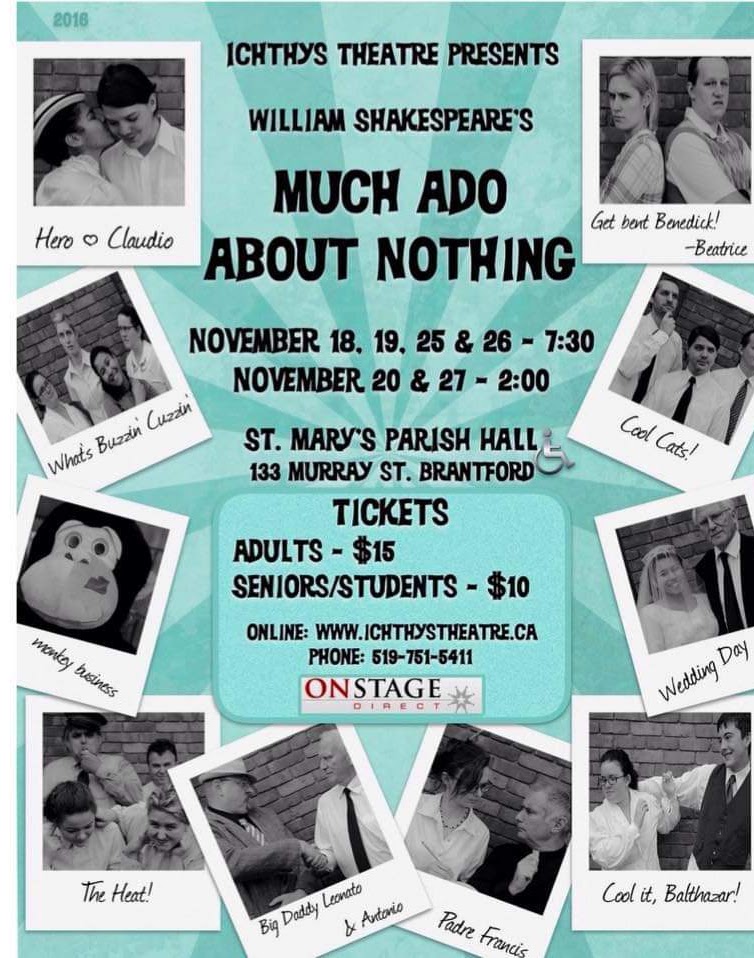 2016
ICHTHYS THEATRE PRESENTS
WILLIAM SHAKESPEARE'S
MUCH ADO
ABOUT NOTHING
NOVEMBER 18, 19, 25 & 26 - 7:30
NOVEMBER 20 & 27 - 2:00
ST. MARY'S PARISH HALL
133 MURRAY ST. BRANTFORD
TICKETS
ADULTS - $15
SENIORS/STUDENTS - $10
ONLINE: WWW.ICHTHYSTHEATRE.CA
PHONE: 519-751-5411
ONSTAGE
DIRECT
Hero ♡ Claudio
Get bent Benedick!
-Beatrice
What's Buzzin' Cuzzin'
Cool Cats!
monkey business
Wedding Day
The Heat!
Big Daddy Leonato
& Antonio
Padre Francis
Cool it, Balthazar!